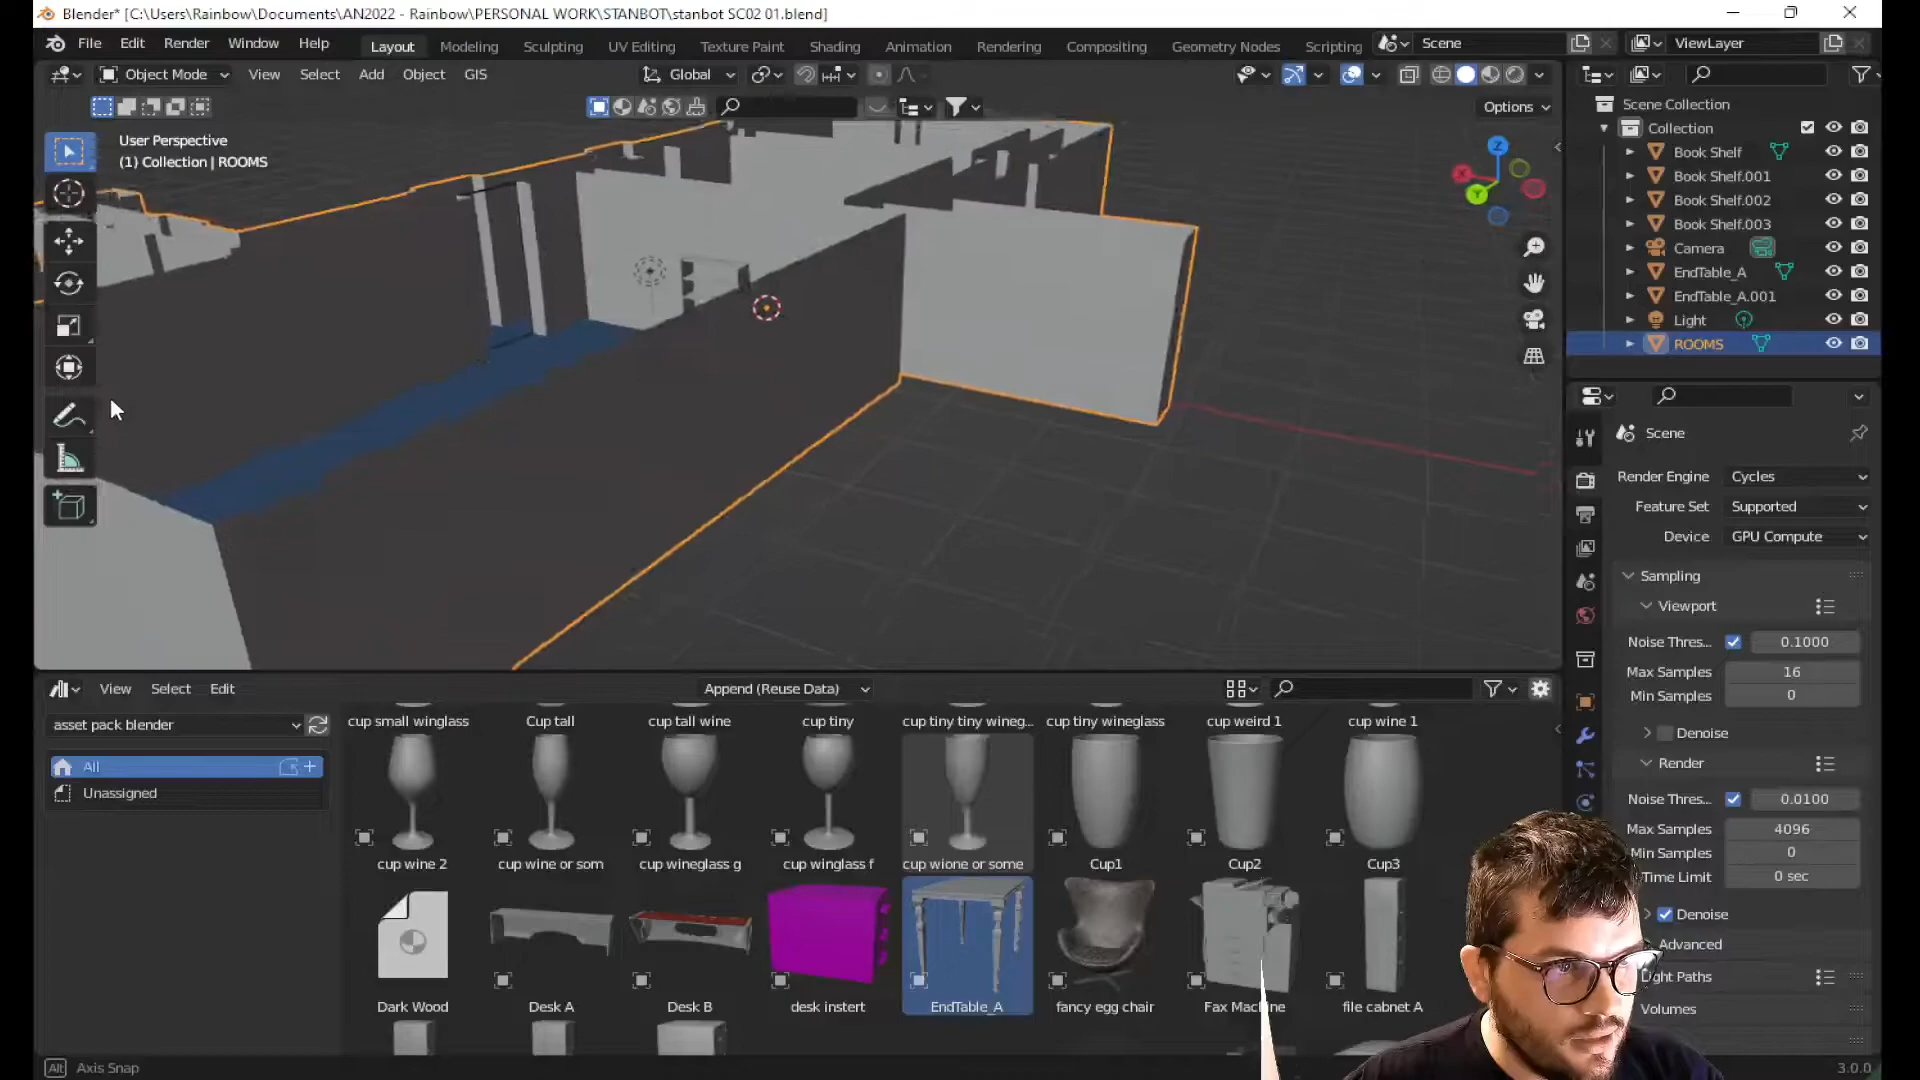 Blender* [C:\Users\Rainbow\Documents\AN2022 - Rainbow\PERSONAL WORK\STANBOT\stanbot SC02 01.blend]
File Edit Render Window Help Layout Modeling Sculpting UV Editing Texture Paint Shading Animation Rendering Compositing Geometry Nodes Scripting Scene ViewLayer
Object Mode View Select Add Object GIS Global
Options
User Perspective
(1) Collection | ROOMS
Z
X
Y
Scene Collection
Collection
Book Shelf
Book Shelf.001
Book Shelf.002
Book Shelf.003
Camera
EndTable_A
EndTable_A.001
Light
ROOMS
Scene
Render Engine Cycles
Feature Set Supported
Device GPU Compute
Sampling
Viewport
Noise Thres... 0.1000
Max Samples 16
Min Samples 0
Denoise
Render
Noise Thres... 0.0100
Max Samples 4096
Min Samples 0
Time Limit 0 sec
Denoise
Advanced
Light Paths
Volumes
View Select Edit Append (Reuse Data)
asset pack blender
All
Unassigned
cup small winglass Cup tall cup tall wine cup tiny cup tiny tiny wineg... cup tiny wineglass cup weird 1 cup wine 1
cup wine 2 cup wine or som cup wineglass g cup winglass f cup wione or some Cup1 Cup2 Cup3
Dark Wood Desk A Desk B desk instert EndTable_A fancy egg chair Fax Machine file cabnet A
Alt Axis Snap
3.0.0